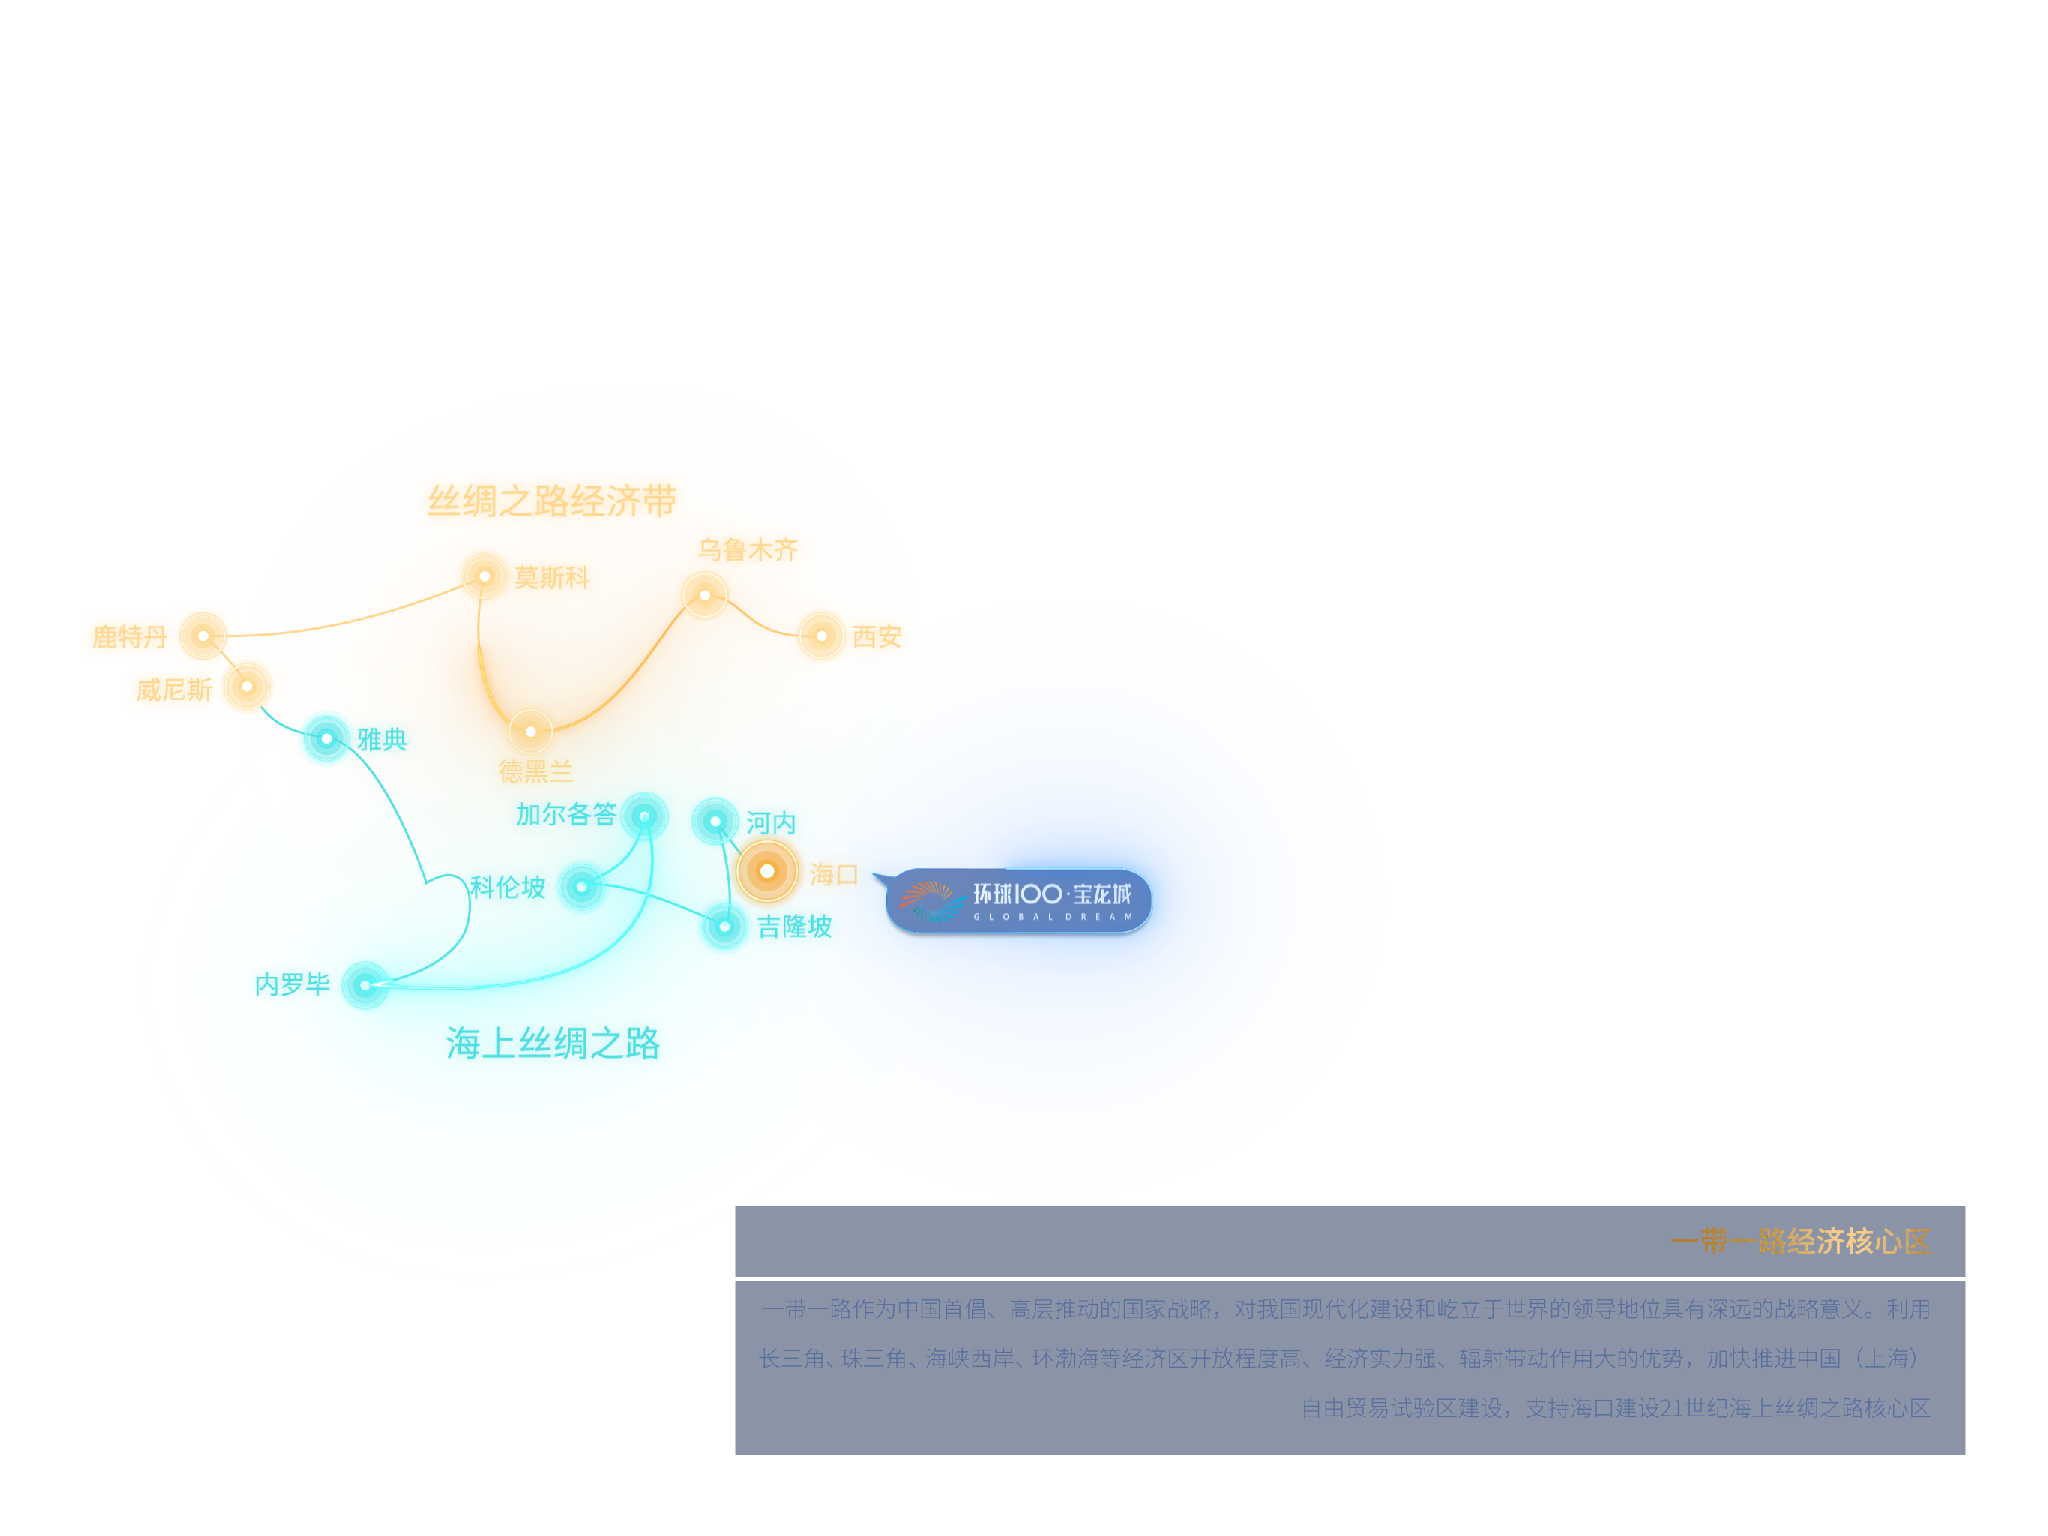 丝绸之路经济带
乌鲁木齐
莫斯科
鹿特丹
西安
威尼斯
雅典
德黑兰
加尔各答
河内
海口
科伦坡
环球100·宝龙城
GLOBAL DREAM
吉隆坡
内罗毕
海上丝绸之路
一带一路经济核心区
一带一路作为中国首倡、高层推动的国家战略，对我国现代化建设和屹立于世界的领导地位具有深远的战略意义。利用
长三角、珠三角、海峡西岸、环渤海等经济区开放程度高、经济实力强、辐射带动作用大的优势，加快推进中国（上海）
自由贸易试验区建设，支持海口建设21世纪海上丝绸之路核心区